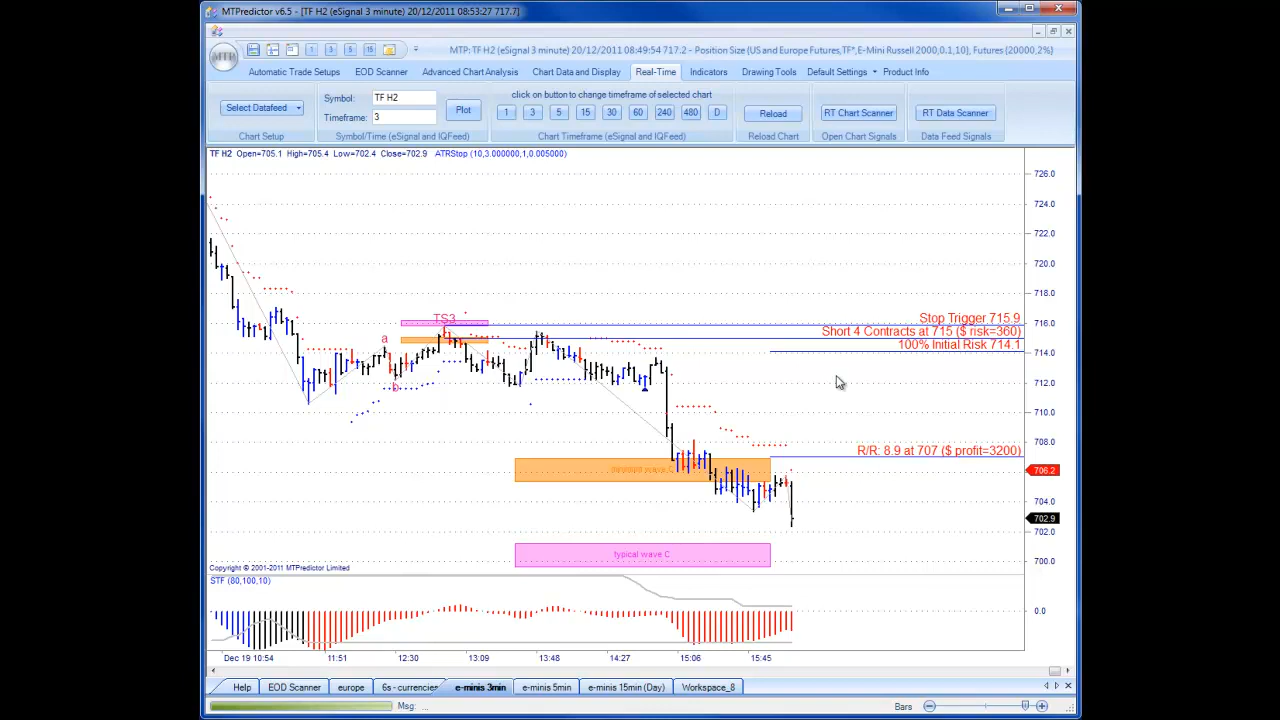 MTPredictor v6.5 - [TF H2 (eSignal 3 minute) 20/12/2011 08:53:27 717.7]
MTP: TF H2 (eSignal 3 minute) 20/12/2011 08:49:54 717.2 - Position Size (US and Europe Futures,TF*,E-Mini Russell 2000,0.1,10), Futures {20000,2%}
MTP
1 3 5 15
Automatic Trade Setups EOD Scanner Advanced Chart Analysis Chart Data and Display Real-Time Indicators Drawing Tools Default Settings Product Info
Select Datafeed
Symbol: TF H2
Timeframe: 3
Plot
click on button to change timeframe of selected chart
1 3 5 15 30 60 240 480 D
Reload
RT Chart Scanner
RT Data Scanner
Chart Setup Symbol/Time (eSignal and IQFeed) Chart Timeframe (eSignal and IQFeed) Reload Chart Open Chart Signals Data Feed Signals
TF H2 Open=705.1 High=705.4 Low=702.4 Close=702.9 ATRStop (10,3.000000,1,0.005000)
726.0
724.0
722.0
720.0
718.0
716.0
714.0
712.0
710.0
708.0
706.2
704.0
702.9
702.0
700.0
TS3
a
b
Stop Trigger 715.9
Short 4 Contracts at 715 ($ risk=360)
100% Initial Risk 714.1
R/R: 8.9 at 707 ($ profit=3200)
typical wave C
Copyright © 2001-2011 MTPredictor Limited
STF (80,100,10)
0.0
Dec 19 10:54 11:51 12:30 13:09 13:48 14:27 15:06 15:45
Help EOD Scanner europe 6s - currencies e-minis 3min e-minis 5min e-minis 15min (Day) Workspace_8
Msg: ...
Bars